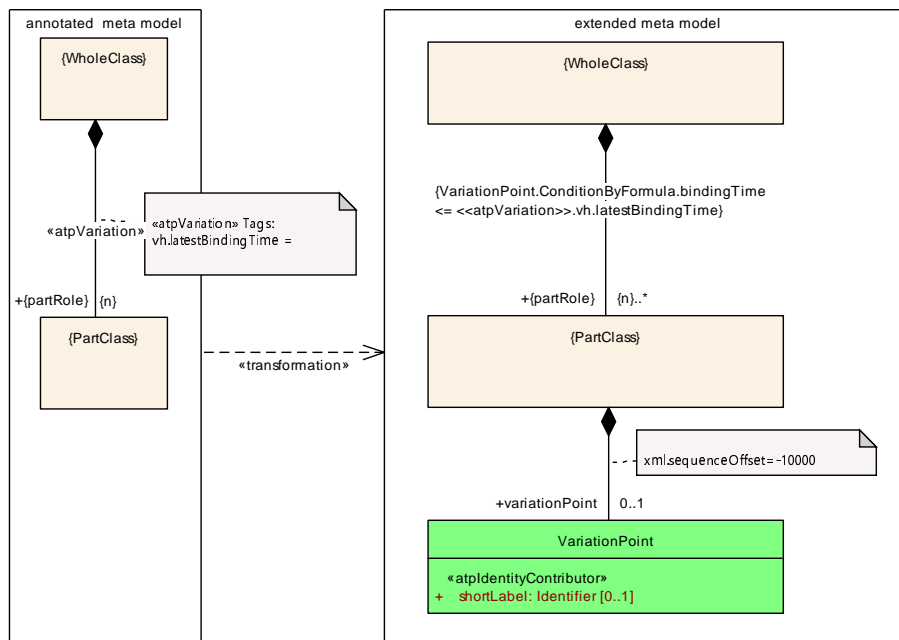 annotated meta model
{WholeClass}
«atpVariation» Tags:
vh.latestBindingTime =
«atpVariation»
+{partRole} {n}
{PartClass}
«transformation»
extended meta model
{WholeClass}
{VariationPoint.ConditionByFormula.bindingTime
<= <<atpVariation>>.vh.latestBindingTime}
+{partRole} {n}..*
{PartClass}
xml.sequenceOffset=-10000
+variationPoint 0..1
VariationPoint
«atpIdentityContributor»
+ shortLabel: Identifier [0..1]